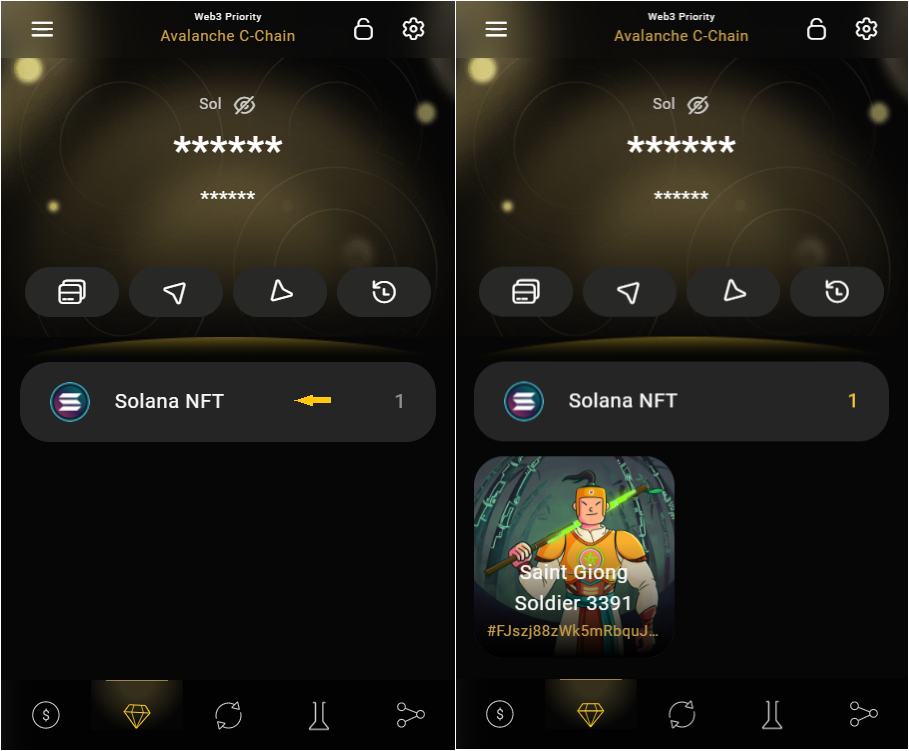 Web3 Priority
Avalanche C-Chain
Sol
******
******
Solana NFT
1
Web3 Priority
Avalanche C-Chain
Sol
******
******
Solana NFT
1
Saint Giong
Soldier 3391
#FJszj88zWk5mRbquJ...
$
$